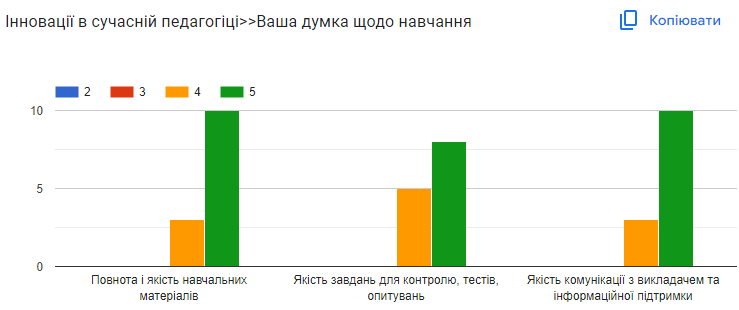 Інновації в сучасній педагогіці>>Ваша думка щодо навчання
Копіювати
2 3 4 5
10
5
0
Повнота і якість навчальних
матеріалів
Якість завдань для контролю, тестів,
опитувань
Якість комунікації з викладачем та
інформаційної підтримки